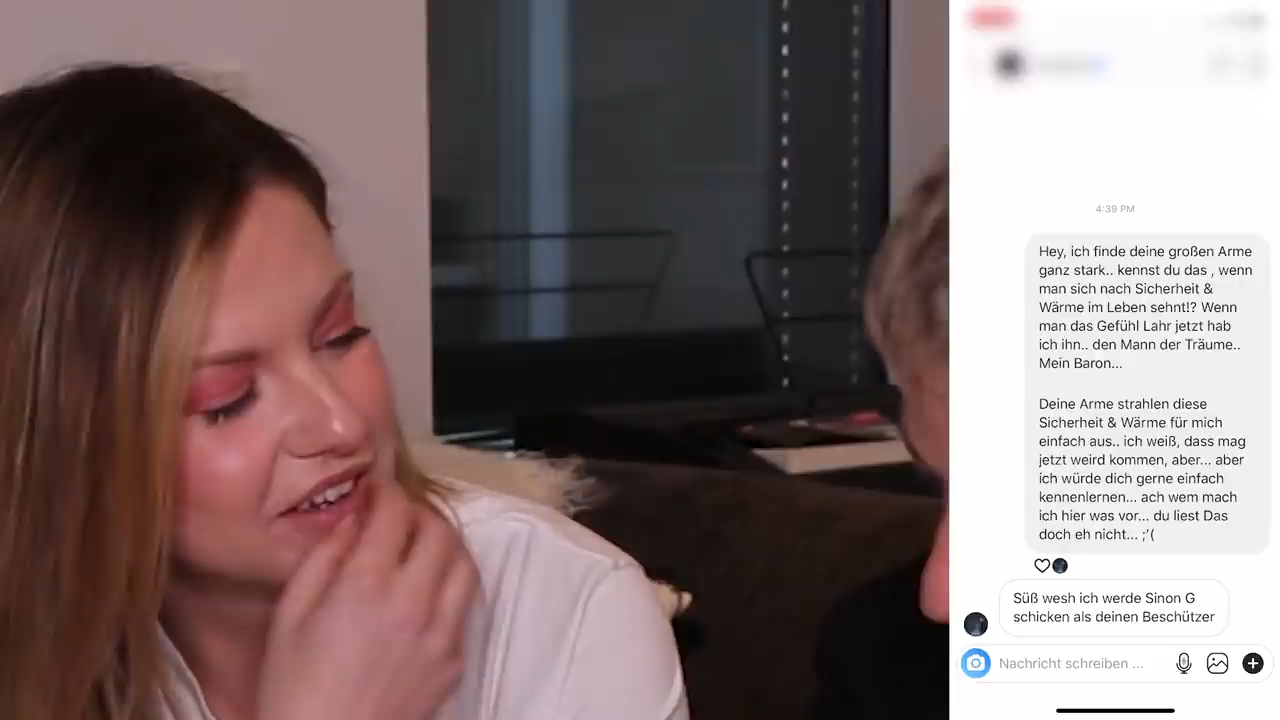 4:39 PM
Hey, ich finde deine großen Arme
ganz stark.. kennst du das , wenn
man sich nach Sicherheit &
Wärme im Leben sehnt!? Wenn
man das Gefühl Lahr jetzt hab
ich ihn.. den Mann der Träume..
Mein Baron...
Deine Arme strahlen diese
Sicherheit & Wärme für mich
einfach aus.. ich weiß, dass mag
jetzt weird kommen, aber... aber
ich würde dich gerne einfach
kennenlernen... ach wem mach
ich hier was vor... du liest Das
doch eh nicht... ;'(
Süß wesh ich werde Sinon G
schicken als deinen Beschützer
Nachricht schreiben ...